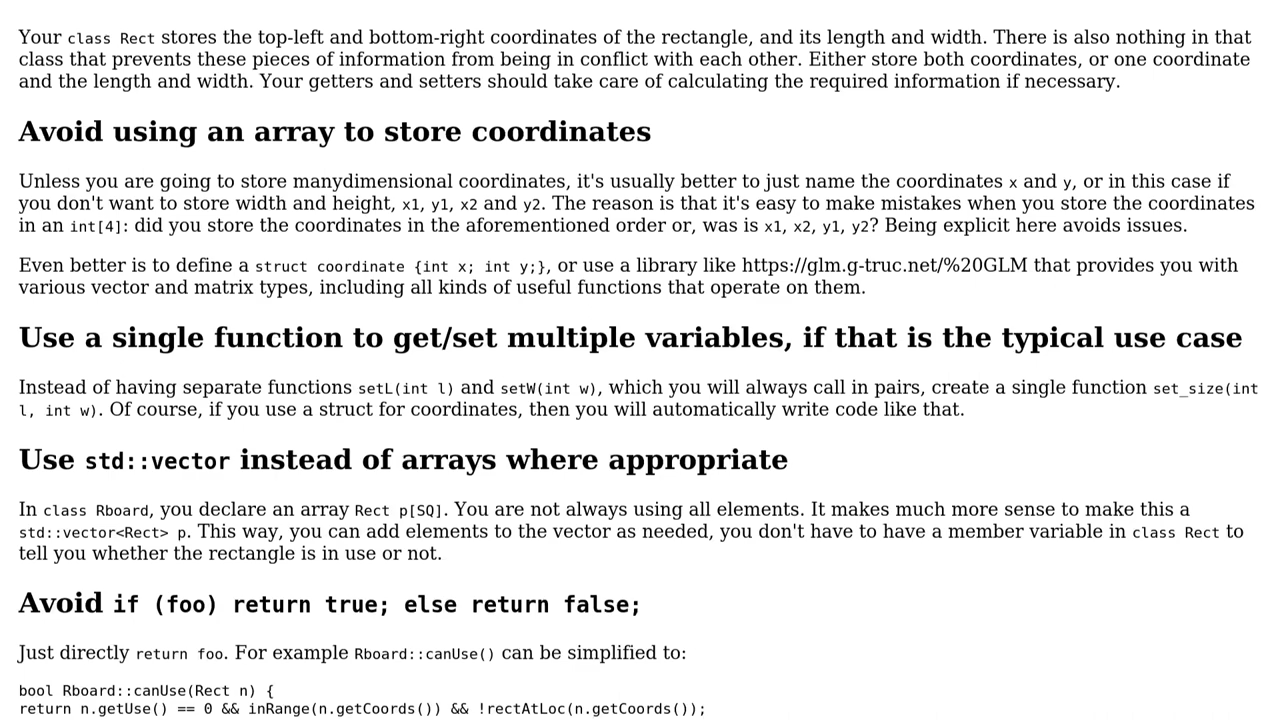 Your class Rect stores the top-left and bottom-right coordinates of the rectangle, and its length and width. There is also nothing in that
class that prevents these pieces of information from being in conflict with each other. Either store both coordinates, or one coordinate
and the length and width. Your getters and setters should take care of calculating the required information if necessary.
Avoid using an array to store coordinates
Unless you are going to store manydimensional coordinates, it's usually better to just name the coordinates x and y, or in this case if
you don't want to store width and height, x1, y1, x2 and y2. The reason is that it's easy to make mistakes when you store the coordinates
in an int[4]: did you store the coordinates in the aforementioned order or, was is x1, x2, y1, y2? Being explicit here avoids issues.
Even better is to define a struct coordinate {int x; int y;}, or use a library like https://glm.g-truc.net/%20GLM that provides you with
various vector and matrix types, including all kinds of useful functions that operate on them.
Use a single function to get/set multiple variables, if that is the typical use case
Instead of having separate functions setL(int l) and setW(int w), which you will always call in pairs, create a single function set_size(int
l, int w). Of course, if you use a struct for coordinates, then you will automatically write code like that.
Use std::vector instead of arrays where appropriate
In class Rboard, you declare an array Rect p[SQ]. You are not always using all elements. It makes much more sense to make this a
std::vector<Rect> p. This way, you can add elements to the vector as needed, you don't have to have a member variable in class Rect to
tell you whether the rectangle is in use or not.
Avoid if (foo) return true; else return false;
Just directly return foo. For example Rboard::canUse() can be simplified to:
bool Rboard::canUse(Rect n) {
return n.getUse() == 0 && inRange(n.getCoords()) && !rectAtLoc(n.getCoords());